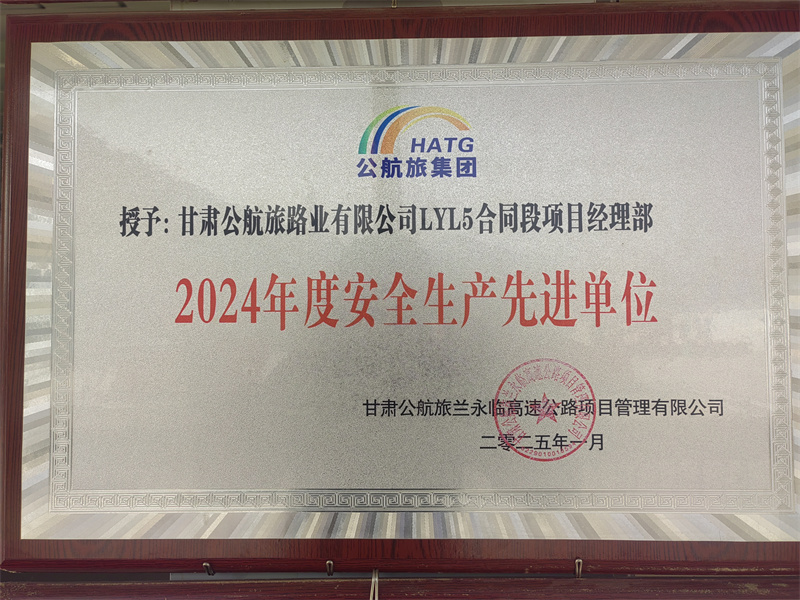 HATG
公航旅集团
授予：甘肃公航旅路业有限公司LYL5合同段项目经理部
2024年度安全生产先进单位
甘肃公航旅兰永临高速公路项目管理有限公司
二零二五年一月